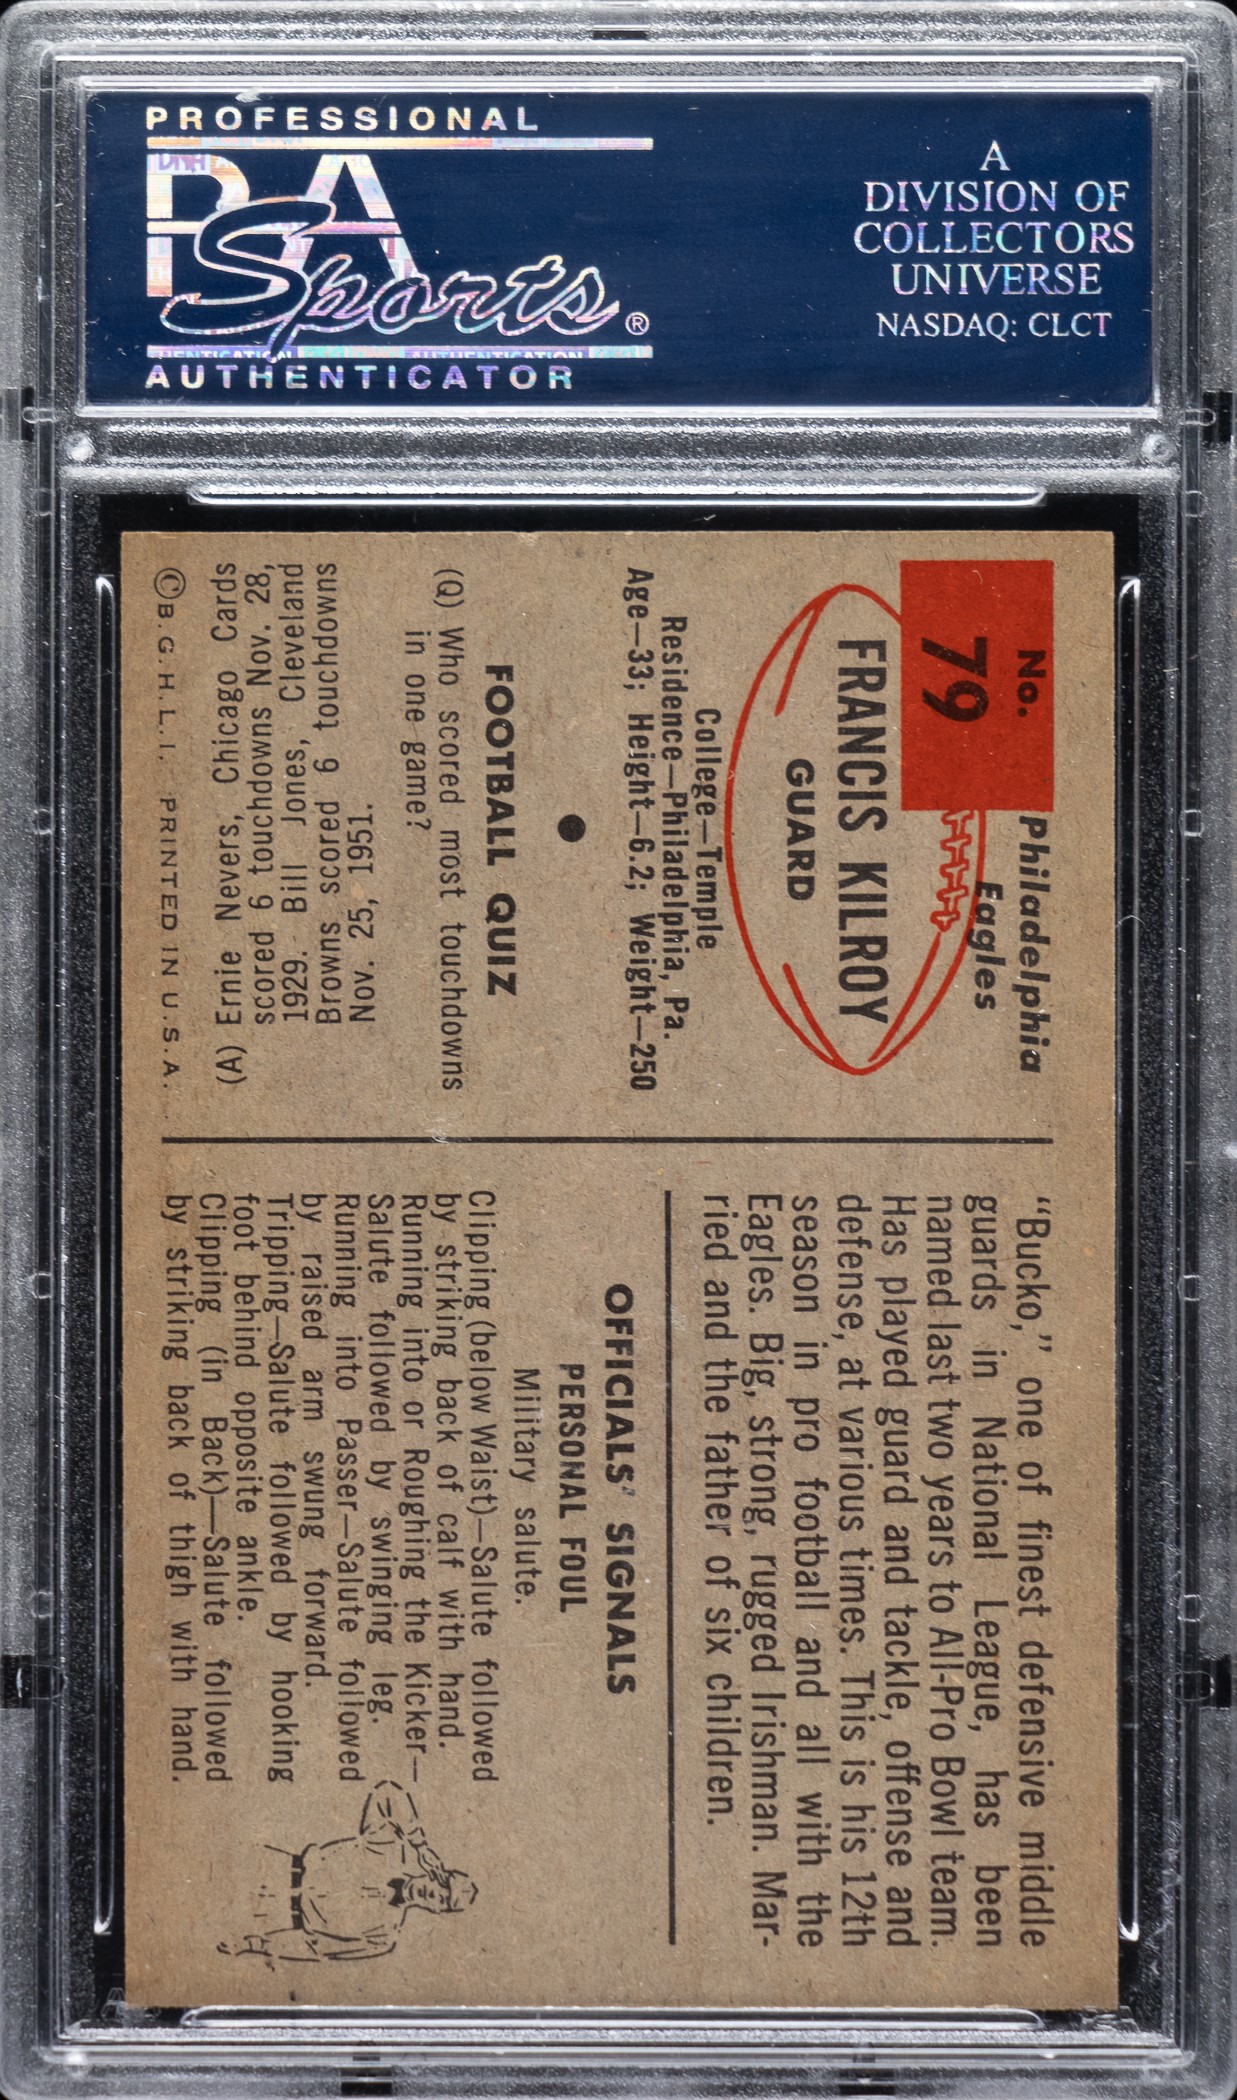 PROFESSIONAL
PSA
Sports®
AUTHENTICATOR
A
DIVISION OF
COLLECTORS
UNIVERSE
NASDAQ: CLCT
No.
79
Philadelphia
Eagles
FRANCIS KILROY
GUARD
College—Temple
Residence—Philadelphia, Pa.
Age—33; Height—6.2; Weight—250
FOOTBALL QUIZ
(Q) Who scored most touchdowns
in one game?
(A) Ernie Nevers, Chicago Cards
scored 6 touchdowns Nov. 28,
1929. Bill Jones, Cleveland
Browns scored 6 touchdowns
Nov. 25, 1951.
©B.G.H.L.I. PRINTED IN U.S.A.
“Bucko,” one of finest defensive middle
guards in National League, has been
named last two years to All-Pro Bowl team.
Has played guard and tackle, offense and
defense, at various times. This is his 12th
season in pro football and all with the
Eagles. Big, strong, rugged Irishman. Mar-
ried and the father of six children.
OFFICIALS' SIGNALS
PERSONAL FOUL
Military salute.
Clipping (below Waist)—Salute followed
by striking back of calf with hand.
Running into or Roughing the Kicker—
Salute followed by swinging leg.
Running into Passer—Salute followed
by raised arm swung forward.
Tripping—Salute followed by hooking
foot behind opposite ankle.
Clipping (in Back)—Salute followed
by striking back of thigh with hand.